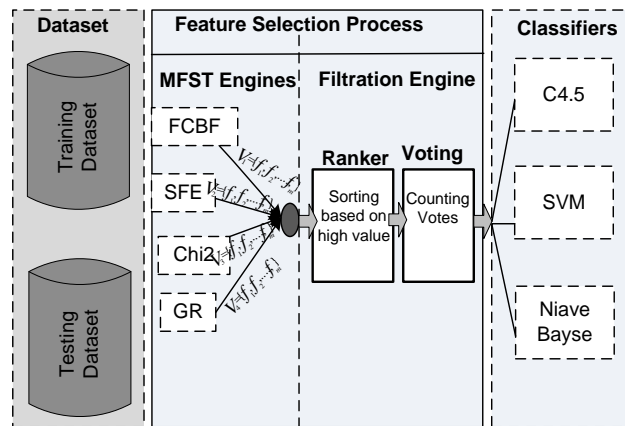 Dataset
Training
Dataset
Testing
Dataset
Feature Selection Process
MFST Engines
FCBF
SFE
Chi2
GR
Filtration Engine
Ranker
Sorting
based on
high value
Voting
Counting
Votes
Classifiers
C4.5
SVM
Niave
Bayse